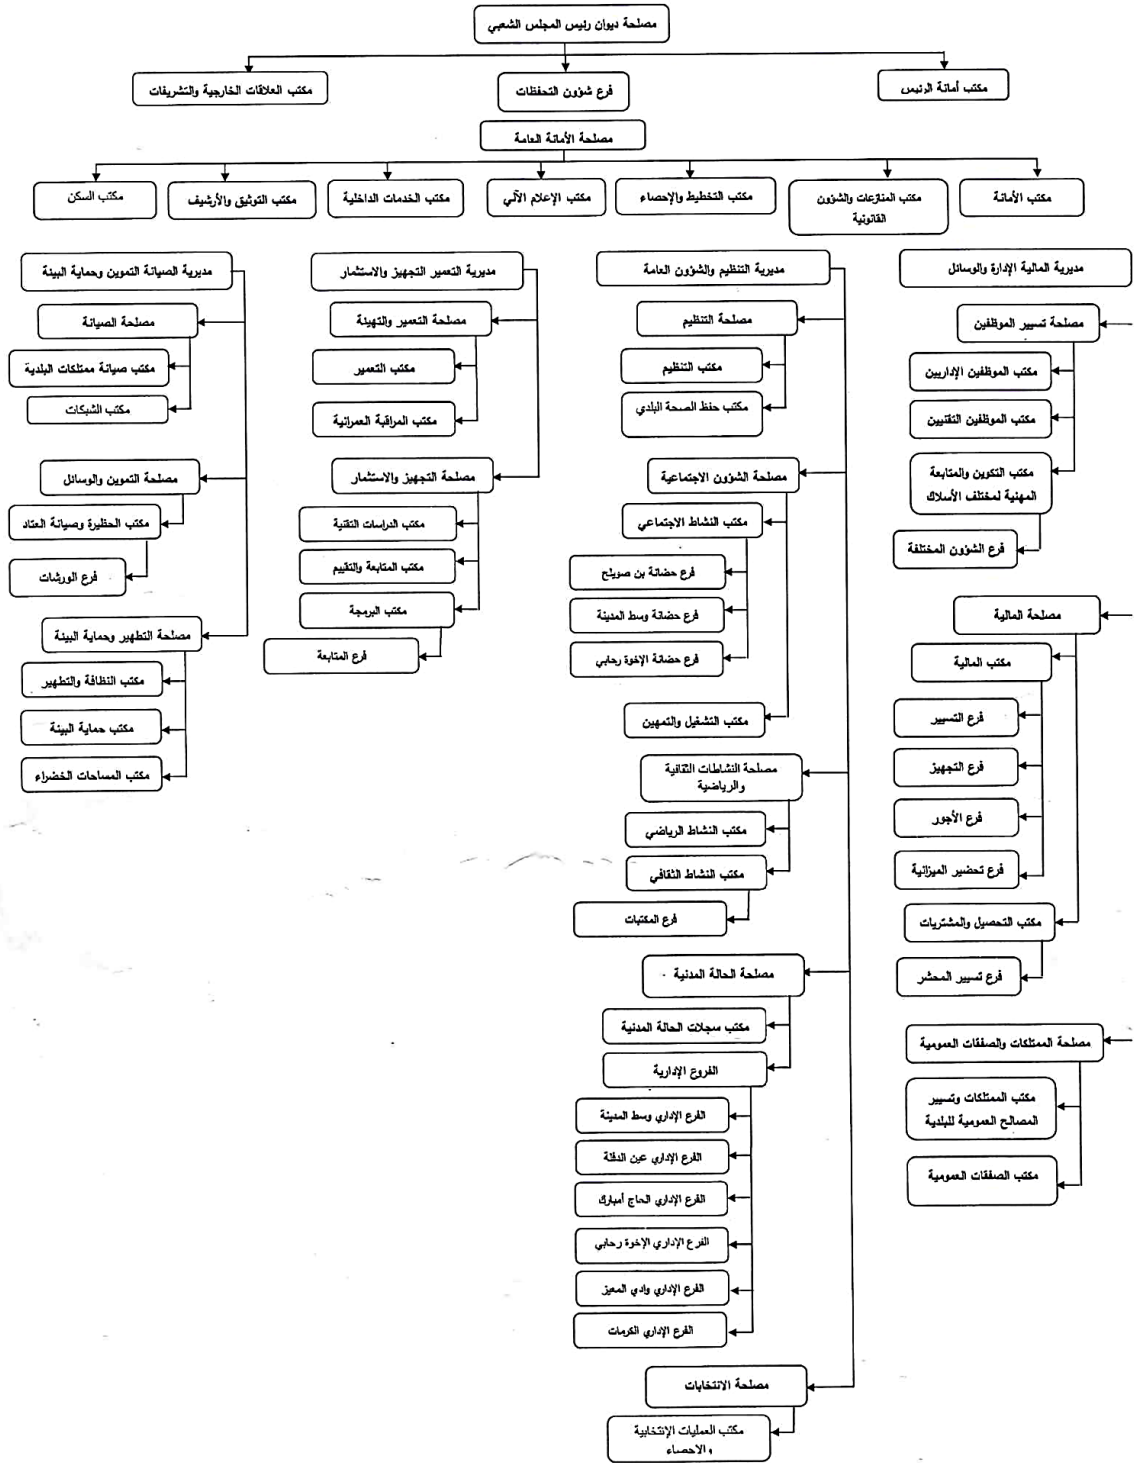 مصلحة ديوان رئيس المجلس الشعبي
مكتب أمانة الرئيس
فرع شؤون التحفظات
مكتب العلاقات الخارجية والتشريفات
مصلحة الأمانة العامة
مكتب الأمانة
مكتب المنازعات والشؤون
القانونية
مكتب التخطيط والإحصاء
مكتب الإعلام الآلي
مكتب الخدمات الداخلية
مكتب التوثيق والأرشيف
مكتب السكن
مديرية المالية الإدارة والوسائل
مصلحة تسيير الموظفين
مكتب الموظفين الإداريين
مكتب الموظفين التقنيين
مكتب التكوين والمتابعة
المهنية لمختلف الأسلاك
فرع الشؤون المختلفة
مصلحة المالية
مكتب المالية
فرع التسيير
فرع التجهيز
فرع الأجور
فرع تحضير الميزانية
مكتب التحصيل والمشتريات
فرع تسيير المحشر
مصلحة الممتلكات والصفقات العمومية
مكتب الممتلكات وتسيير
المصالح العمومية للبلدية
مكتب الصفقات العمومية
مديرية التنظيم والشؤون العامة
مصلحة التنظيم
مكتب التنظيم
مكتب حفظ الصحة البلدي
مصلحة الشؤون الاجتماعية
مكتب النشاط الاجتماعي
فرع حضانة بن صويلح
فرع حضانة وسط المدينة
فرع حضانة الإخوة رحابي
مكتب التشغيل والتمهين
مصلحة النشاطات الثقافية
والرياضية
مكتب النشاط الرياضي
مكتب النشاط الثقافي
فرع المكتبات
مصلحة الحالة المدنية
مكتب سجلات الحالة المدنية
الفروع الإدارية
الفرع الإداري وسط المدينة
الفرع الإداري عين الدفلة
الفرع الإداري الحاج أمبارك
الفرع الإداري الإخوة رحابي
الفرع الإداري وادي المعيز
الفرع الإداري الكرمات
مصلحة الانتخابات
مكتب العمليات الإنتخابية
والاحصاء
مديرية التعمير التجهيز والاستثمار
مصلحة التعمير والتهيئة
مكتب التعمير
مكتب المراقبة العمرانية
مصلحة التجهيز والاستثمار
مكتب الدراسات التقنية
مكتب المتابعة والتقييم
مكتب البرمجة
فرع المتابعة
مديرية الصيانة التموين وحماية البيئة
مصلحة الصيانة
مكتب صيانة ممتلكات البلدية
مكتب الشبكات
مصلحة التموين والوسائل
مكتب الحظيرة وصيانة العتاد
فرع الورشات
مصلحة التطهير وحماية البيئة
مكتب النظافة والتطهير
مكتب حماية البيئة
مكتب المساحات الخضراء